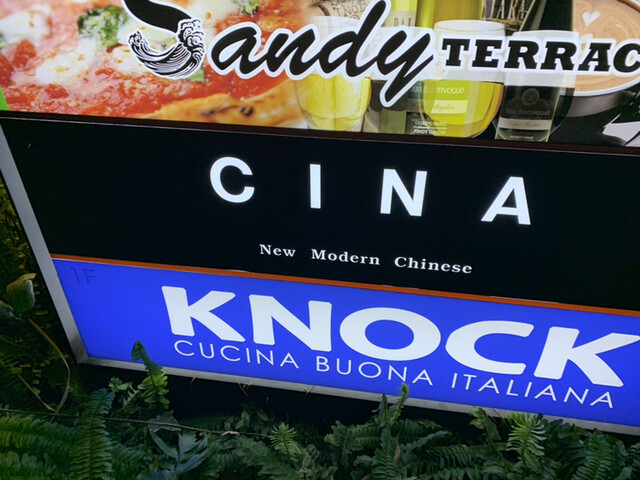 Sandy TERRAC
CINA
New Modern Chinese
1F
KNOCK
CUCINA BUONA ITALIANA